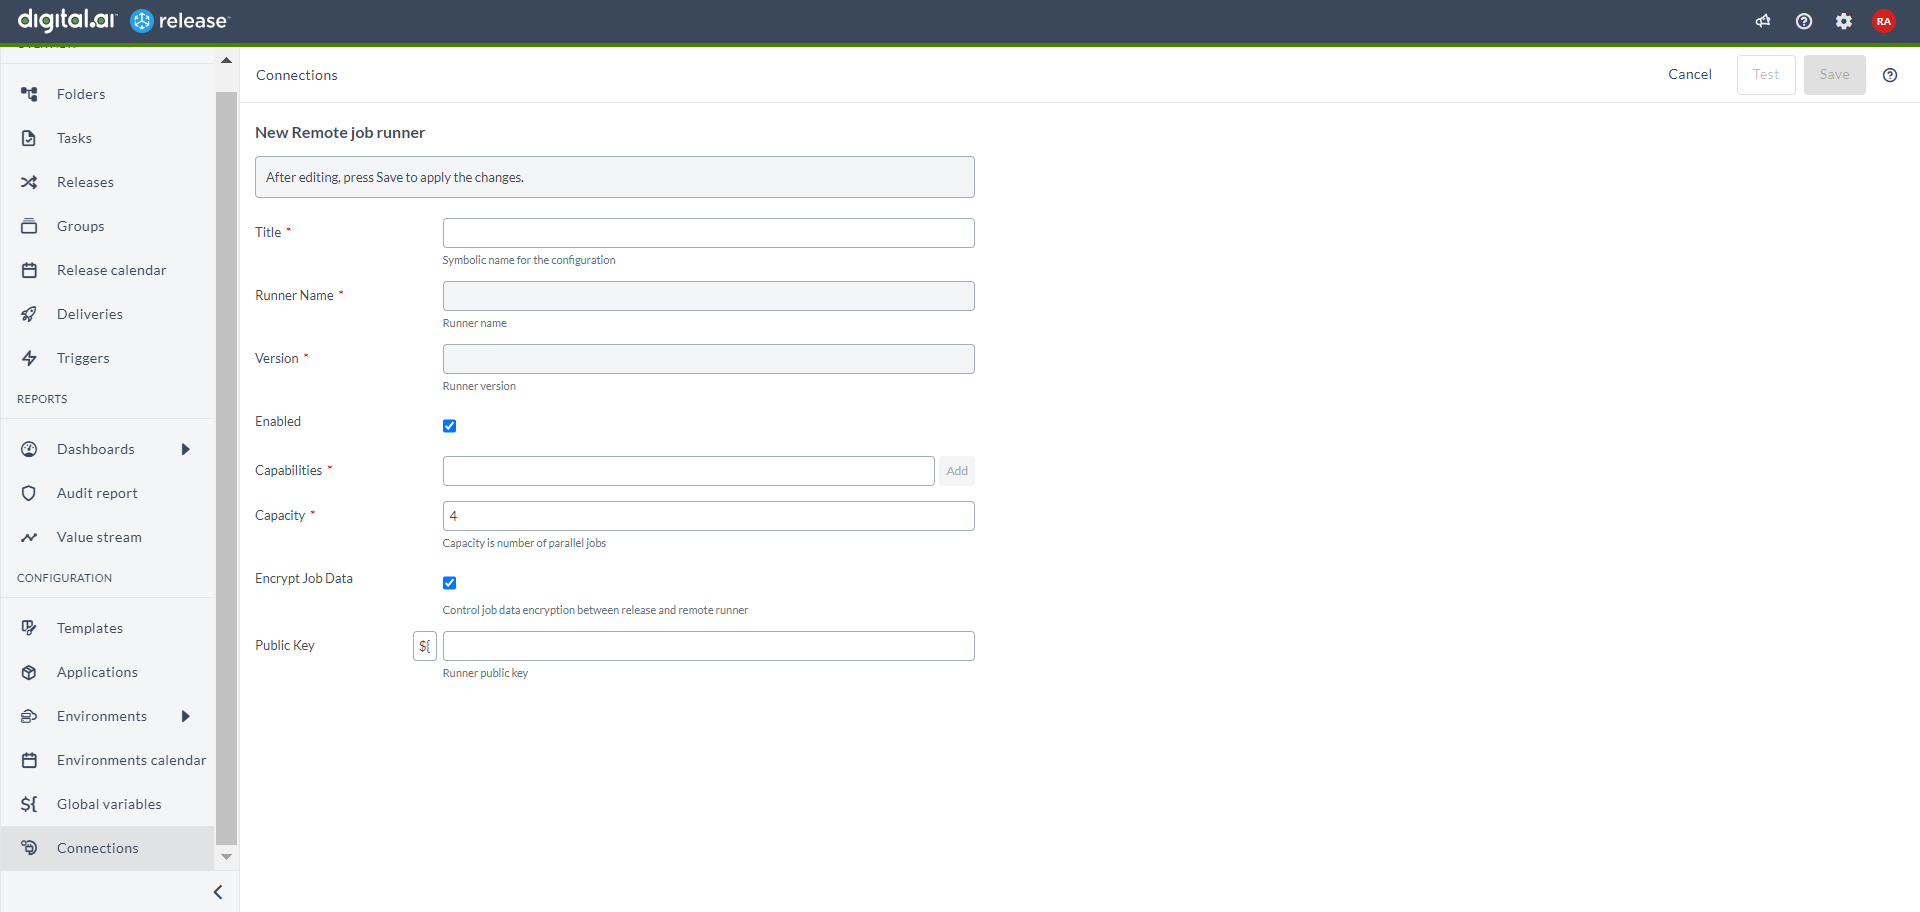 digital.ai release
RA
Folders
Tasks
Releases
Groups
Release calendar
Deliveries
Triggers
REPORTS
Dashboards
Audit report
Value stream
CONFIGURATION
Templates
Applications
Environments
Environments calendar
${ Global variables
Connections
Connections
Cancel
Test
Save
New Remote job runner
After editing, press Save to apply the changes.
Title *
Symbolic name for the configuration
Runner Name *
Runner name
Version *
Runner version
Enabled
Capabilities *
Add
Capacity *
4
Capacity is number of parallel jobs
Encrypt Job Data
Control job data encryption between release and remote runner
Public Key
${
Runner public key